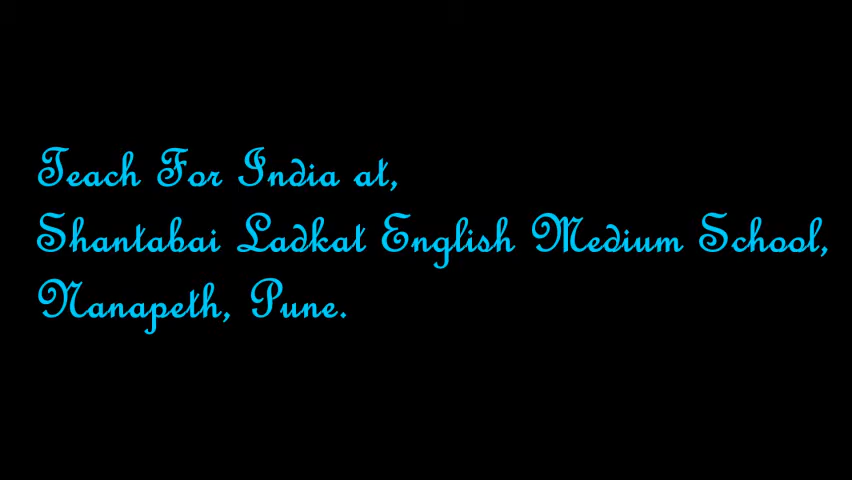 Teach For India at,
Shantabai Ladkat English Medium School,
Nanapeth, Pune.